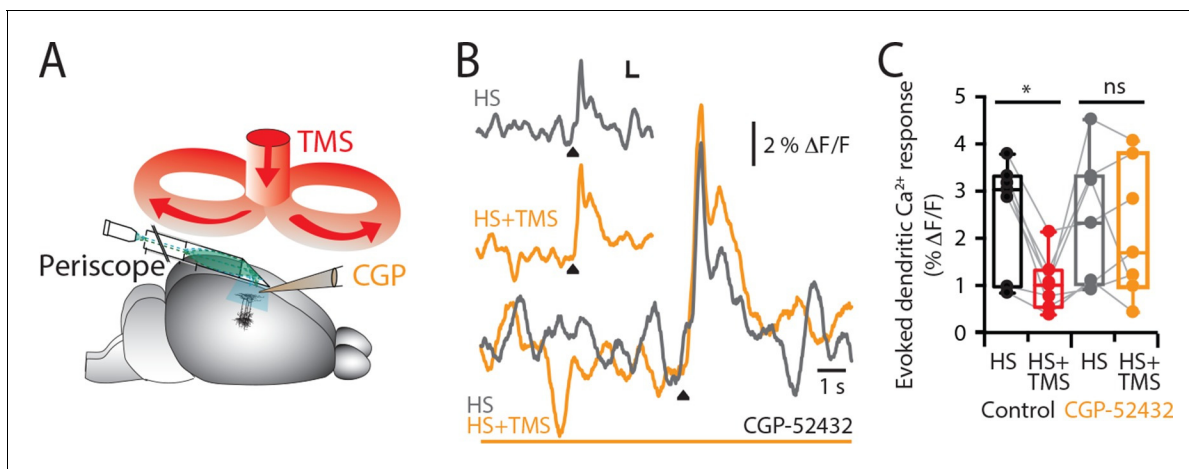 A
TMS
Periscope
CGP
B
HS
HS+TMS
2 % ΔF/F
1 s
HS
HS+TMS
CGP-52432
C
* ns
Evoked dendritic Ca²⁺ response
(% ΔF/F)
5
4
3
2
1
0
HS HS+ HS HS+
TMS TMS
Control CGP-52432